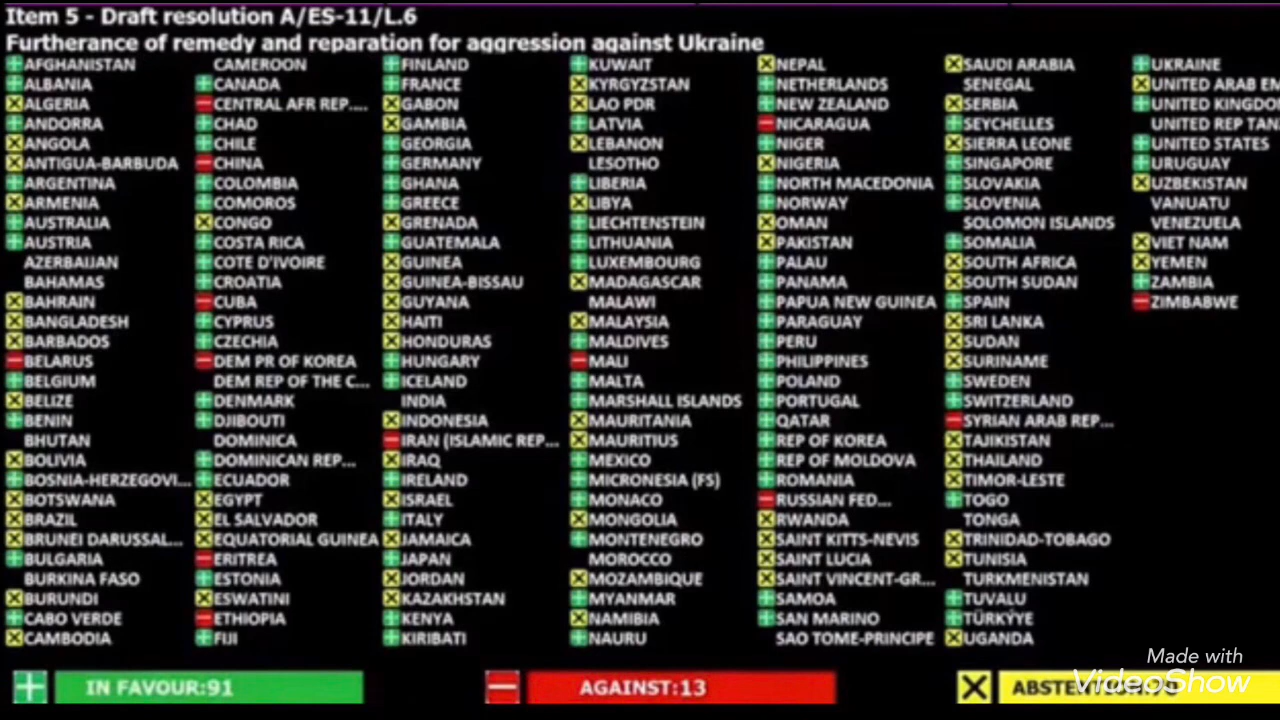 Item 5 - Draft resolution A/ES-11/L.6
Furtherance of remedy and reparation for aggression against Ukraine
AFGHANISTAN
ALBANIA
ALGERIA
ANDORRA
ANGOLA
ANTIGUA-BARBUDA
ARGENTINA
ARMENIA
AUSTRALIA
AUSTRIA
AZERBAIJAN
BAHAMAS
BAHRAIN
BANGLADESH
BARBADOS
BELARUS
BELGIUM
BELIZE
BENIN
BHUTAN
BOLIVIA
BOSNIA-HERZEGOVI...
BOTSWANA
BRAZIL
BRUNEI DARUSSAL...
BULGARIA
BURKINA FASO
BURUNDI
CABO VERDE
CAMBODIA
CAMEROON
CANADA
CENTRAL AFR REP....
CHAD
CHILE
CHINA
COLOMBIA
COMOROS
CONGO
COSTA RICA
COTE D'IVOIRE
CROATIA
CUBA
CYPRUS
CZECHIA
DEM PR OF KOREA
DEM REP OF THE C...
DENMARK
DJIBOUTI
DOMINICA
DOMINICAN REP...
ECUADOR
EGYPT
EL SALVADOR
EQUATORIAL GUINEA
ERITREA
ESTONIA
ESWATINI
ETHIOPIA
FIJI
FINLAND
FRANCE
GABON
GAMBIA
GEORGIA
GERMANY
GHANA
GREECE
GRENADA
GUATEMALA
GUINEA
GUINEA-BISSAU
GUYANA
HAITI
HONDURAS
HUNGARY
ICELAND
INDIA
INDONESIA
IRAN (ISLAMIC REP...
IRAQ
IRELAND
ISRAEL
ITALY
JAMAICA
JAPAN
JORDAN
KAZAKHSTAN
KENYA
KIRIBATI
KUWAIT
KYRGYZSTAN
LAO PDR
LATVIA
LEBANON
LESOTHO
LIBERIA
LIBYA
LIECHTENSTEIN
LITHUANIA
LUXEMBOURG
MADAGASCAR
MALAWI
MALAYSIA
MALDIVES
MALI
MALTA
MARSHALL ISLANDS
MAURITANIA
MAURITIUS
MEXICO
MICRONESIA (FS)
MONACO
MONGOLIA
MONTENEGRO
MOROCCO
MOZAMBIQUE
MYANMAR
NAMIBIA
NAURU
NEPAL
NETHERLANDS
NEW ZEALAND
NICARAGUA
NIGER
NIGERIA
NORTH MACEDONIA
NORWAY
OMAN
PAKISTAN
PALAU
PANAMA
PAPUA NEW GUINEA
PARAGUAY
PERU
PHILIPPINES
POLAND
PORTUGAL
QATAR
REP OF KOREA
REP OF MOLDOVA
ROMANIA
RUSSIAN FED...
RWANDA
SAINT KITTS-NEVIS
SAINT LUCIA
SAINT VINCENT-GR...
SAMOA
SAN MARINO
SAO TOME-PRINCIPE
SAUDI ARABIA
SENEGAL
SERBIA
SEYCHELLES
SIERRA LEONE
SINGAPORE
SLOVAKIA
SLOVENIA
SOLOMON ISLANDS
SOMALIA
SOUTH AFRICA
SOUTH SUDAN
SPAIN
SRI LANKA
SUDAN
SURINAME
SWEDEN
SWITZERLAND
SYRIAN ARAB REP...
TAJIKISTAN
THAILAND
TIMOR-LESTE
TOGO
TONGA
TRINIDAD-TOBAGO
TUNISIA
TURKMENISTAN
TUVALU
TÜRKÝYE
UGANDA
UKRAINE
UNITED ARAB EM
UNITED KINGDO
UNITED REP TAN
UNITED STATES
URUGUAY
UZBEKISTAN
VANUATU
VENEZUELA
VIET NAM
YEMEN
ZAMBIA
ZIMBABWE
IN FAVOUR:91
AGAINST:13
Made with
VideoShow